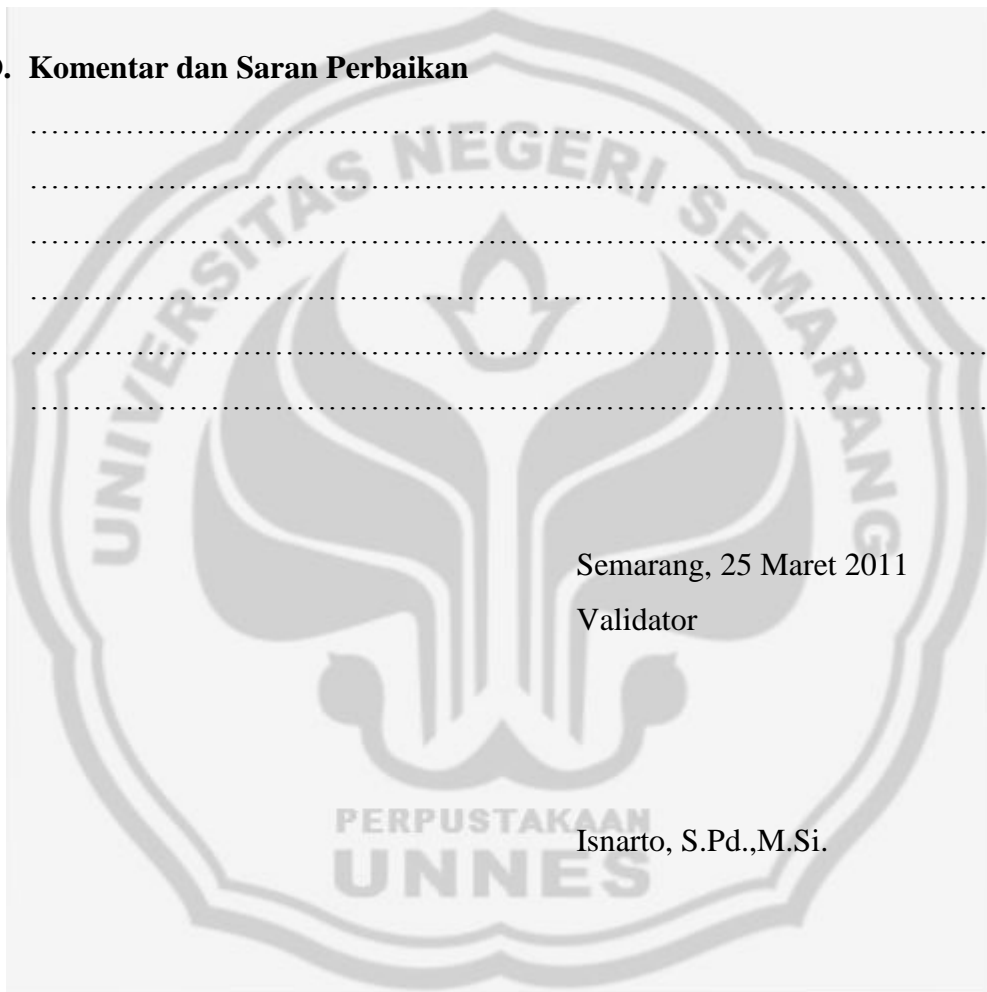 . Komentar dan Saran Perbaikan
……………………………………………………………………………
……………………………………………………………………………
……………………………………………………………………………
……………………………………………………………………………
……………………………………………………………………………
……………………………………………………………………………
UNIVERSITAS NEGERI SEMARANG
Semarang, 25 Maret 2011
Validator
PERPUSTAKAAN
UNNES
Isnarto, S.Pd.,M.Si.